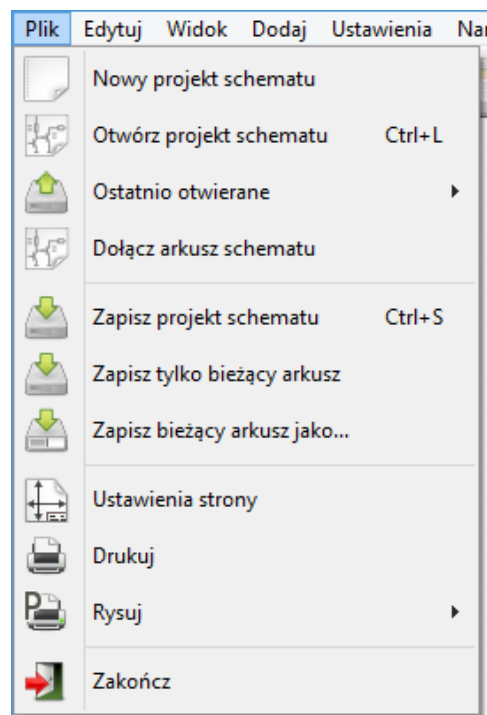 Plik Edytuj Widok Dodaj Ustawienia
Nowy projekt schematu
Otwórz projekt schematu Ctrl+L
Ostatnio otwierane
Dołącz arkusz schematu
Zapisz projekt schematu Ctrl+S
Zapisz tylko bieżący arkusz
Zapisz bieżący arkusz jako...
Ustawienia strony
Drukuj
Rysuj
Zakończ